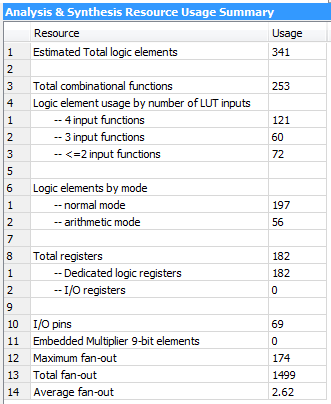 Analysis & Synthesis Resource Usage Summary
Resource Usage
1 Estimated Total logic elements 341
2
3 Total combinational functions 253
4 Logic element usage by number of LUT inputs
1 -- 4 input functions 121
2 -- 3 input functions 60
3 -- <=2 input functions 72
5
6 Logic elements by mode
1 -- normal mode 197
2 -- arithmetic mode 56
7
8 Total registers 182
1 -- Dedicated logic registers 182
2 -- I/O registers 0
9
10 I/O pins 69
11 Embedded Multiplier 9-bit elements 0
12 Maximum fan-out 174
13 Total fan-out 1499
14 Average fan-out 2.62